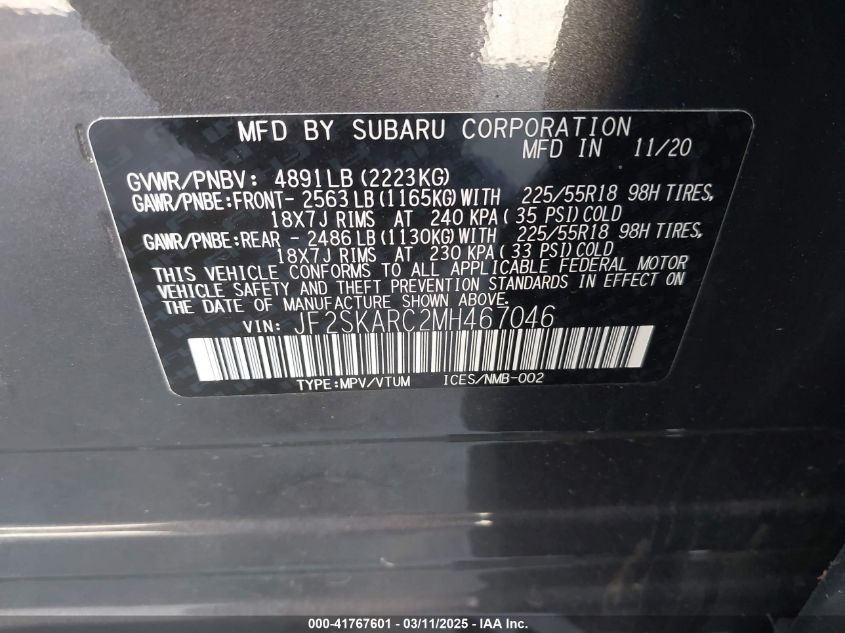 MFD BY SUBARU CORPORATION
MFD IN 11/20
GVWR/PNBV: 4891LB(2223KG)
GAWR/PNBE:FRONT- 2563LB(1165KG)WITH 225/55R18 98H TIRES,
18X7J RIMS AT 240 KPA(35 PSI)COLD
GAWR/PNBE:REAR - 2486LB(1130KG)WITH 225/55R18 98H TIRES,
18X7J RIMS AT 230 KPA(33 PSI)COLD
THIS VEHICLE CONFORMS TO ALL APPLICABLE FEDERAL MOTOR
VEHICLE SAFETY AND THEFT PREVENTION STANDARDS IN EFFECT ON
THE DATE OF MANUFACTURE SHOWN ABOVE.
VIN: JF2SKARC2MH467046
TYPE:MPV/VTUM ICES/NMB-002
000-41767601 - 03/11/2025 - © IAA Inc.